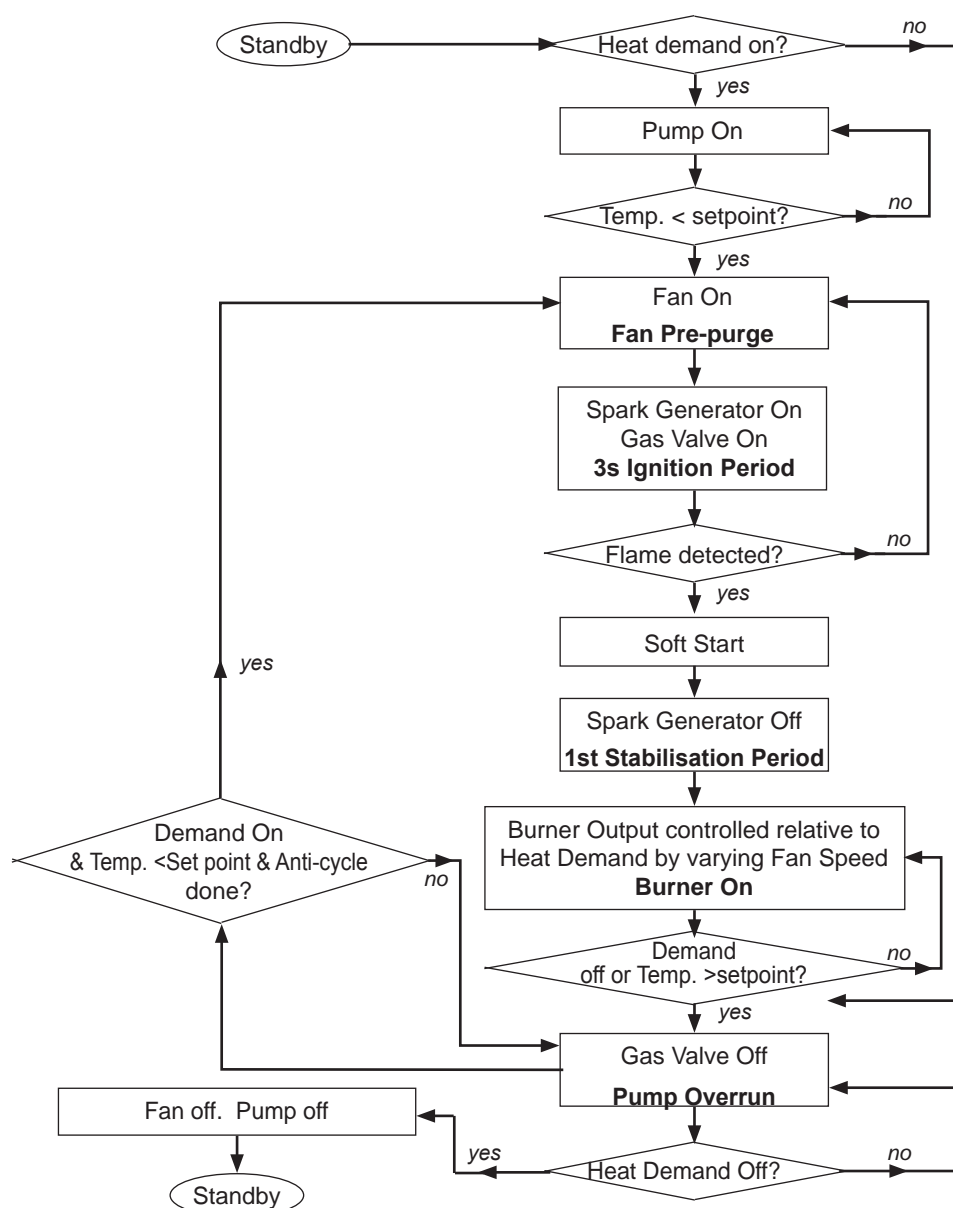 Standby
Heat demand on?
no
yes
Pump On
Temp. < setpoint?
no
yes
Fan On
Fan Pre-purge
Spark Generator On
Gas Valve On
3s Ignition Period
Flame detected?
no
yes
Soft Start
yes
Spark Generator Off
1st Stabilisation Period
Demand On
& Temp. <Set point & Anti-cycle
done?
no
Burner Output controlled relative to
Heat Demand by varying Fan Speed
Burner On
Demand
off or Temp. >setpoint?
no
yes
Gas Valve Off
Pump Overrun
Fan off. Pump off
Heat Demand Off?
yes
no
Standby